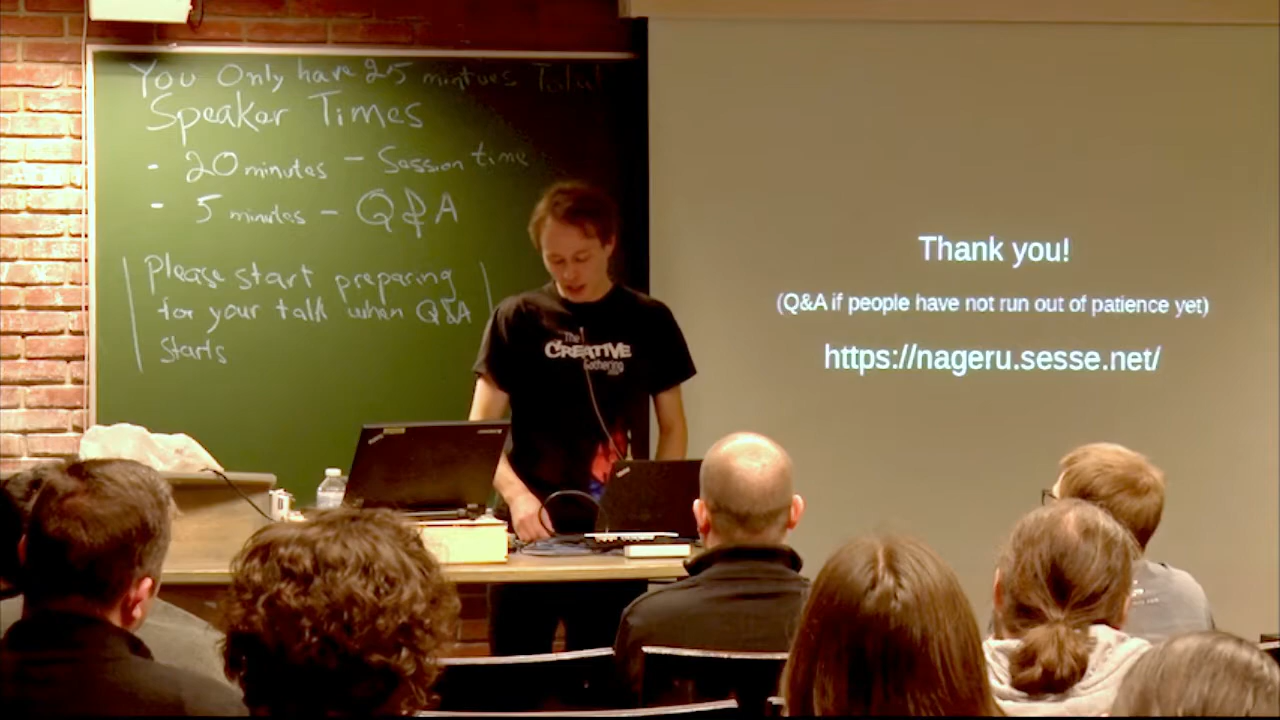 You Only have 25 mintues Total
Speaker Times
- 20 minutes - Session time
- 5 minutes - Q&A
Please start preparing
for your talk when Q&A
starts
The
CREATIVE
Gathering
Thank you!
(Q&A if people have not run out of patience yet)
https://nageru.sesse.net/